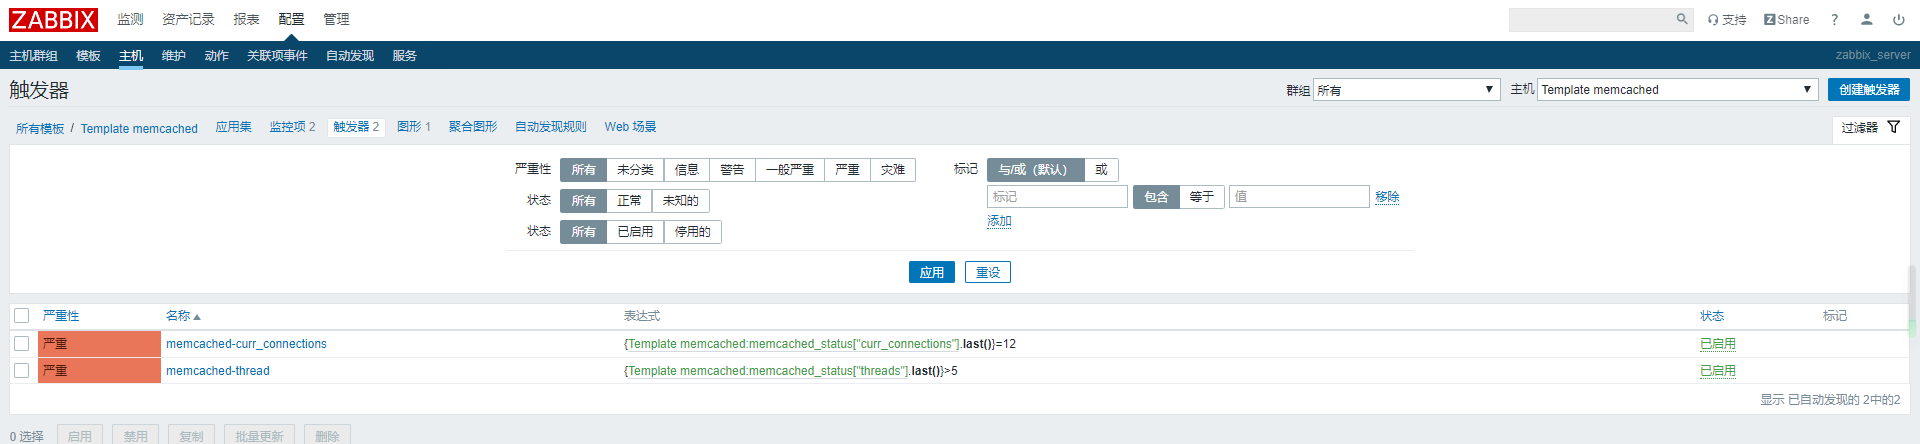 ZABBIX 监测 资产记录 报表 配置 管理 支持 Z Share ?
主机群组 模板 主机 维护 动作 关联项事件 自动发现 服务 zabbix_server
触发器 群组 所有 主机 Template memcached 创建触发器
所有模板 / Template memcached 应用集 监控项 2 触发器 2 图形 1 聚合图形 自动发现规则 Web 场景 过滤器
严重性 所有 未分类 信息 警告 一般严重 严重 灾难 标记 与/或（默认） 或
状态 所有 正常 未知的 标记 包含 等于 值 移除
添加
状态 所有 已启用 停用的
应用 重设
严重性 名称 表达式 状态 标记
严重 memcached-curr_connections {Template memcached:memcached_status["curr_connections"].last()}=12 已启用
严重 memcached-thread {Template memcached:memcached_status["threads"].last()}>5 已启用
显示 已自动发现的 2中的2
0 选择 启用 禁用 复制 批量更新 删除